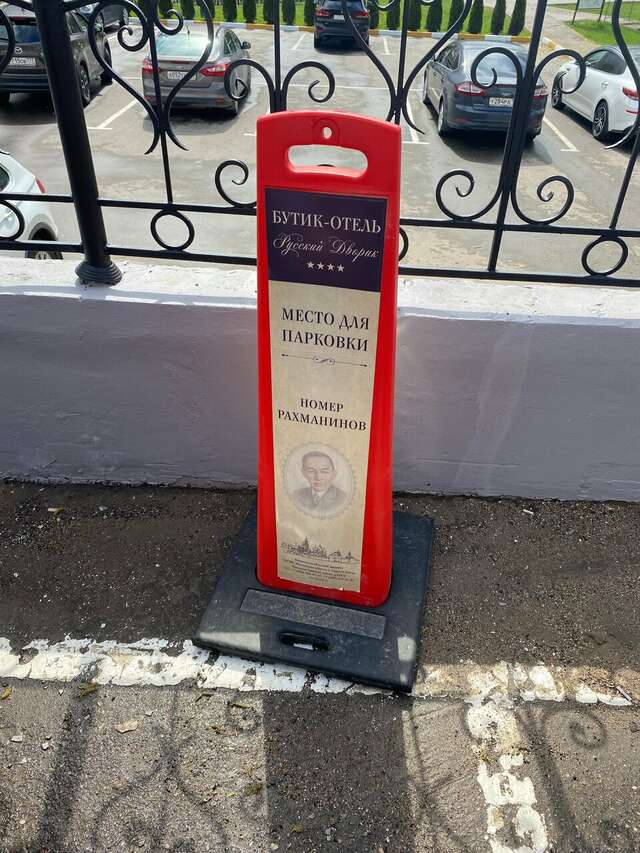 БУТИК-ОТЕЛЬ
Русский Дворик
МЕСТО ДЛЯ
ПАРКОВКИ
НОМЕР
РАХМАНИНОВ